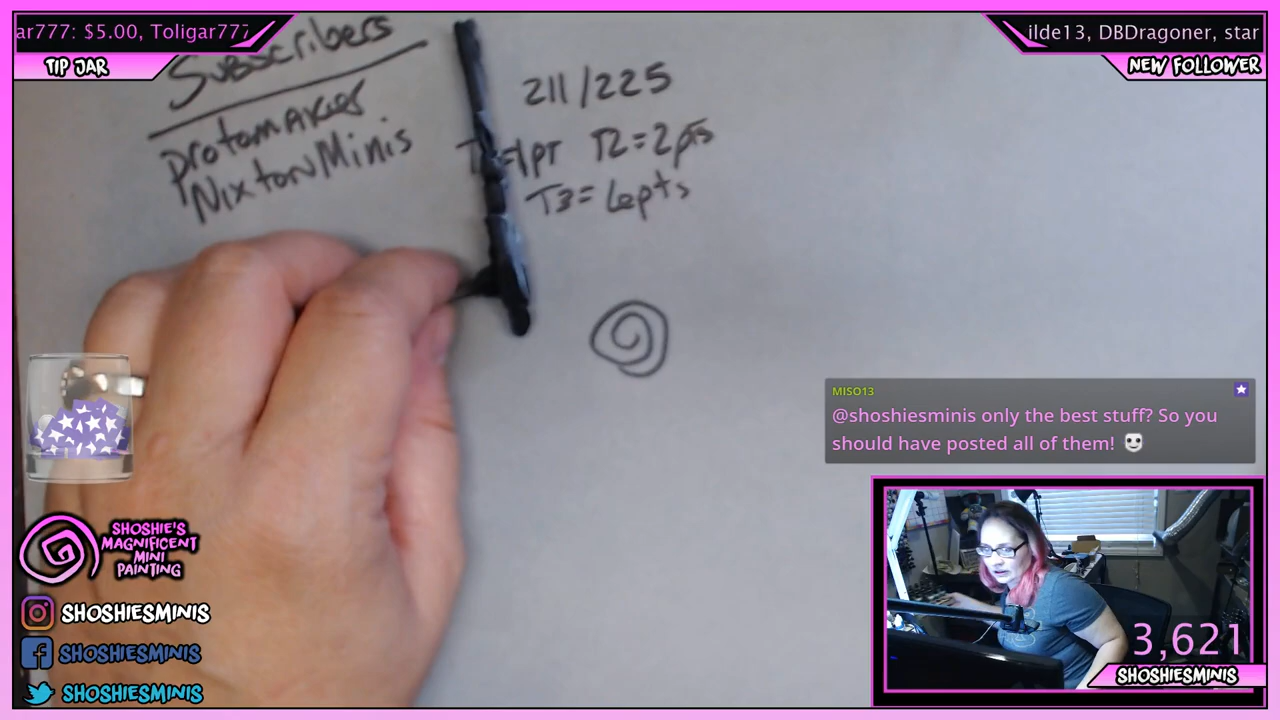 ar777: $5.00, Toligar777
TIP JAR
ilde13, DBDragoner, star
NEW FOLLOWER
Subscribers
protomaker
NixtonMinis
211/225
=1pt T2=2pts
T3=6pts
MISO13
@shoshiesminis only the best stuff? So you
should have posted all of them!
SHOSHIE'S
MAGNIFICENT
MINI
PAINTING
SHOSHIESMINIS
SHOSHIESMINIS
SHOSHIESMINIS
3,621
SHOSHIESMINIS